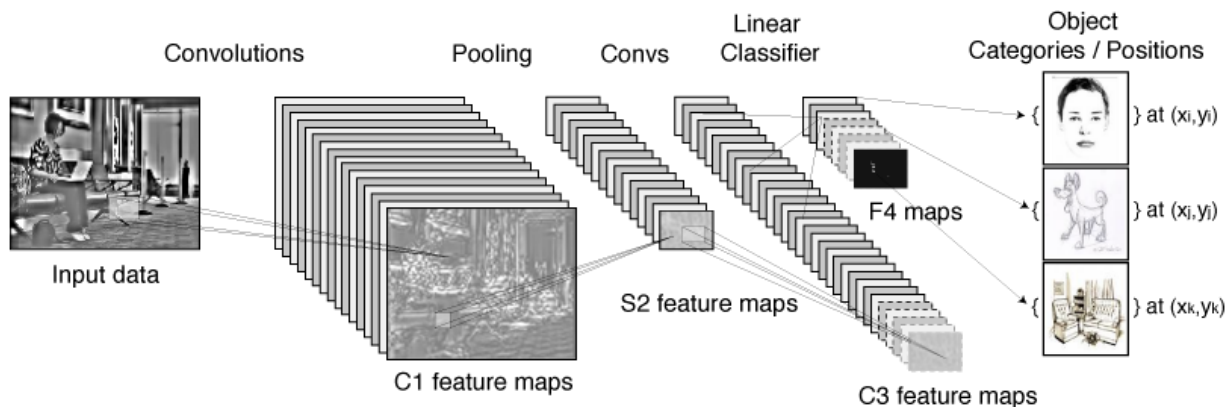 Convolutions
Pooling
Convs
Linear
Classifier
Object
Categories / Positions
{ } at (xi,yi)
{ } at (xj,yj)
{ } at (xk,yk)
Input data
C1 feature maps
S2 feature maps
C3 feature maps
F4 maps